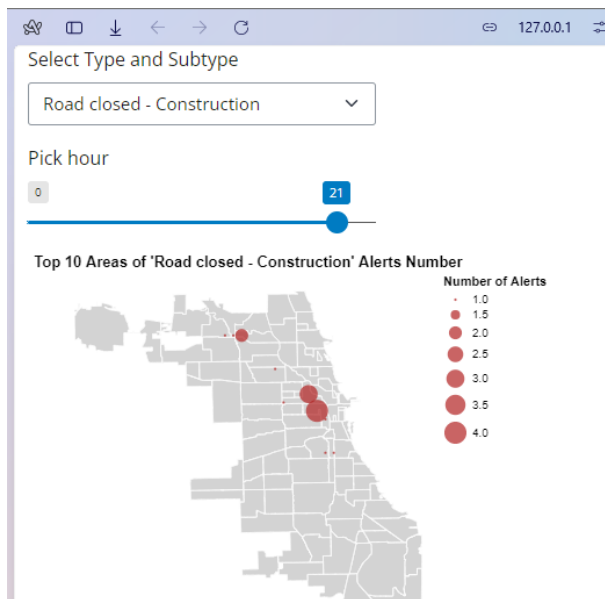 127.0.0.1
Select Type and Subtype
Road closed - Construction
Pick hour
0
21
Top 10 Areas of 'Road closed - Construction' Alerts Number
Number of Alerts
1.0
1.5
2.0
2.5
3.0
3.5
4.0